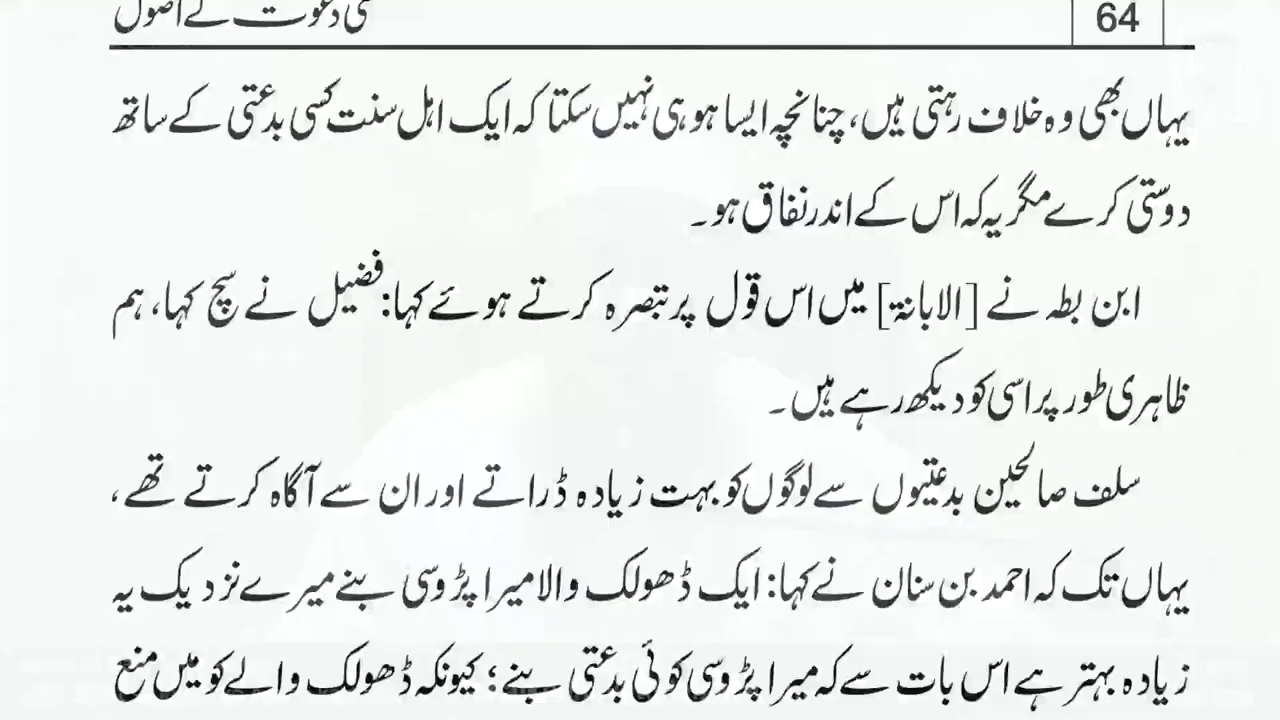 64
دعوت کے اصول
یہاں بھی وہ خلاف رہتی ہیں، چنانچہ ایسا ہو ہی نہیں سکتا کہ ایک اہل سنت کسی بدعتی کے ساتھ
دوستی کرے مگر یہ کہ اس کے اندر نفاق ہو۔
ابن بطہ نے [الابانۃ] میں اس قول پر تبصرہ کرتے ہوئے کہا: فضیل نے سچ کہا، ہم
ظاہری طور پر اسی کو دیکھ رہے ہیں۔
سلف صالحین بدعتیوں سے لوگوں کو بہت زیادہ ڈراتے اور ان سے آگاہ کرتے تھے،
یہاں تک کہ احمد بن سنان نے کہا: ایک ڈھولک والا میرا پڑوسی بنے میرے نزدیک یہ
زیادہ بہتر ہے اس بات سے کہ میرا پڑوسی کوئی بدعتی بنے؛ کیونکہ ڈھولک والے کو میں منع